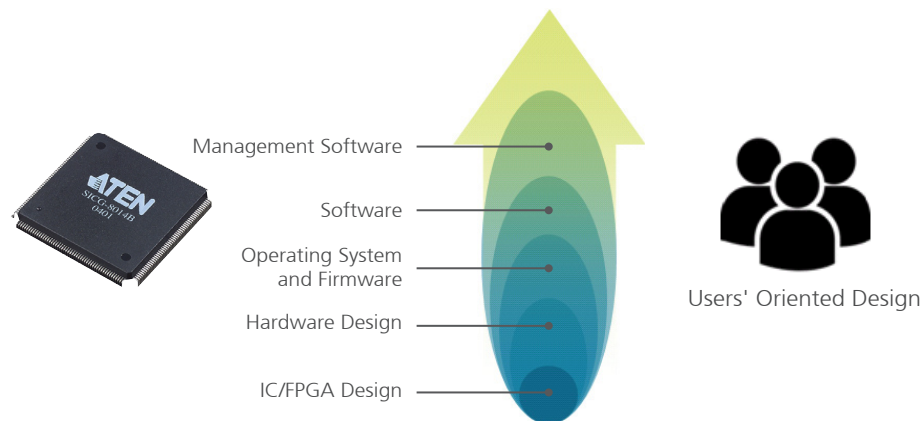 ATEN
SICG-8014B
0401
Management Software
Software
Operating System
and Firmware
Hardware Design
IC/FPGA Design
Users' Oriented Design